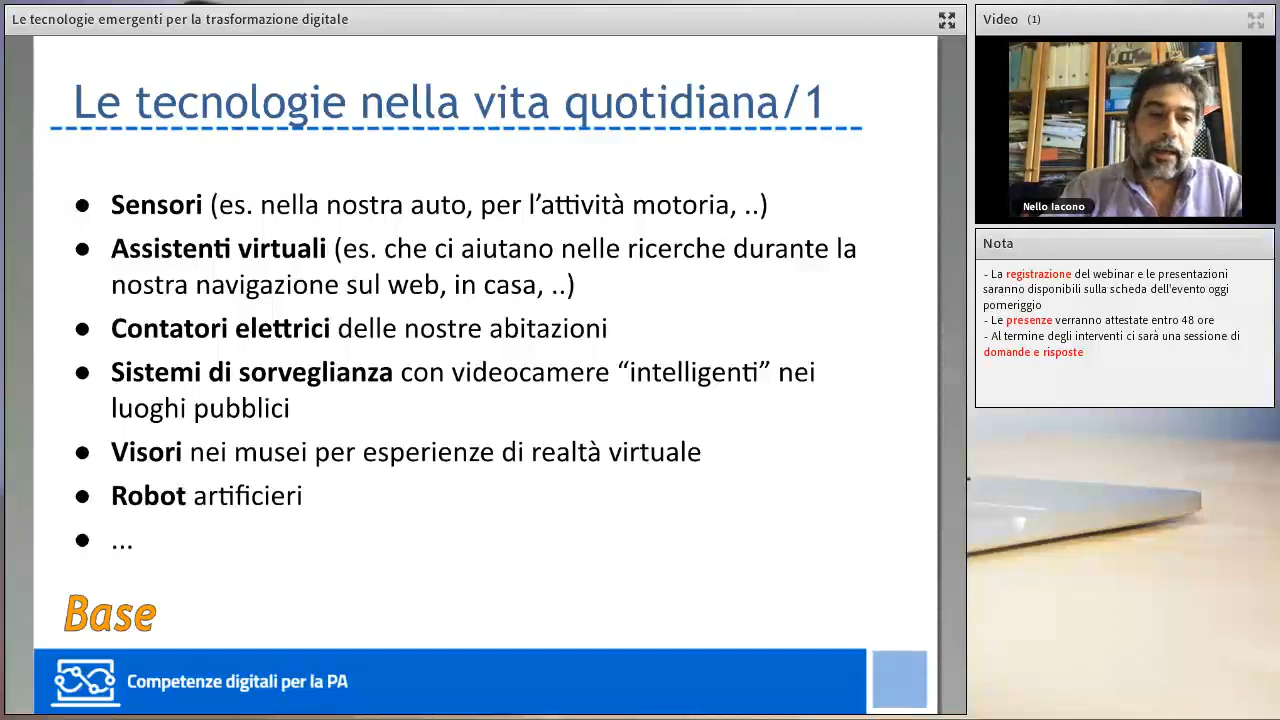 Le tecnologie emergenti per la trasformazione digitale
Le tecnologie nella vita quotidiana/1
● Sensori (es. nella nostra auto, per l’attività motoria, ..)
● Assistenti virtuali (es. che ci aiutano nelle ricerche durante la
nostra navigazione sul web, in casa, ..)
● Contatori elettrici delle nostre abitazioni
● Sistemi di sorveglianza con videocamere “intelligenti” nei
luoghi pubblici
● Visori nei musei per esperienze di realtà virtuale
● Robot artificieri
● ...
Base
Competenze digitali per la PA
Video (1)
Nello Iacono
Nota
- La registrazione del webinar e le presentazioni
saranno disponibili sulla scheda dell'evento oggi
pomeriggio
- Le presenze verranno attestate entro 48 ore
- Al termine degli interventi ci sarà una sessione di
domande e risposte